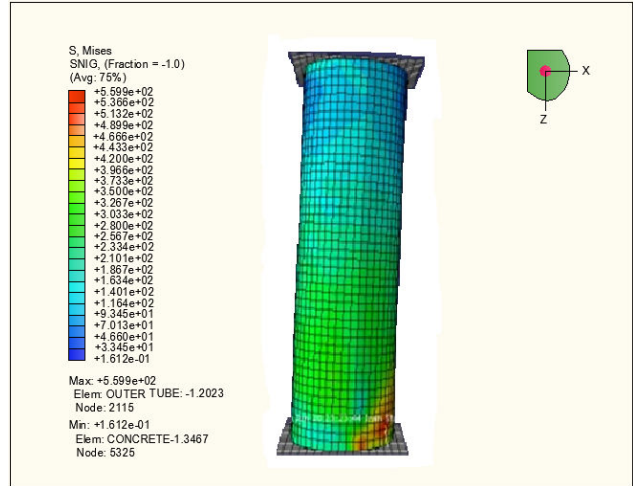 S, Mises
SNIG, (Fraction = -1.0)
(Avg: 75%)
+5.599e+02
+5.366e+02
+5.132e+02
+4.899e+02
+4.666e+02
+4.433e+02
+4.200e+02
+3.966e+02
+3.733e+02
+3.500e+02
+3.267e+02
+3.033e+02
+2.800e+02
+2.567e+02
+2.334e+02
+2.101e+02
+1.867e+02
+1.634e+02
+1.401e+02
+1.164e+02
+9.345e+01
+7.013e+01
+4.660e+01
+3.345e+01
+1.612e-01
Max: +5.599e+02
Elem: OUTER TUBE: -1.2023
Node: 2115
Min: +1.612e-01
Elem: CONCRETE-1.3467
Node: 5325
X
Z